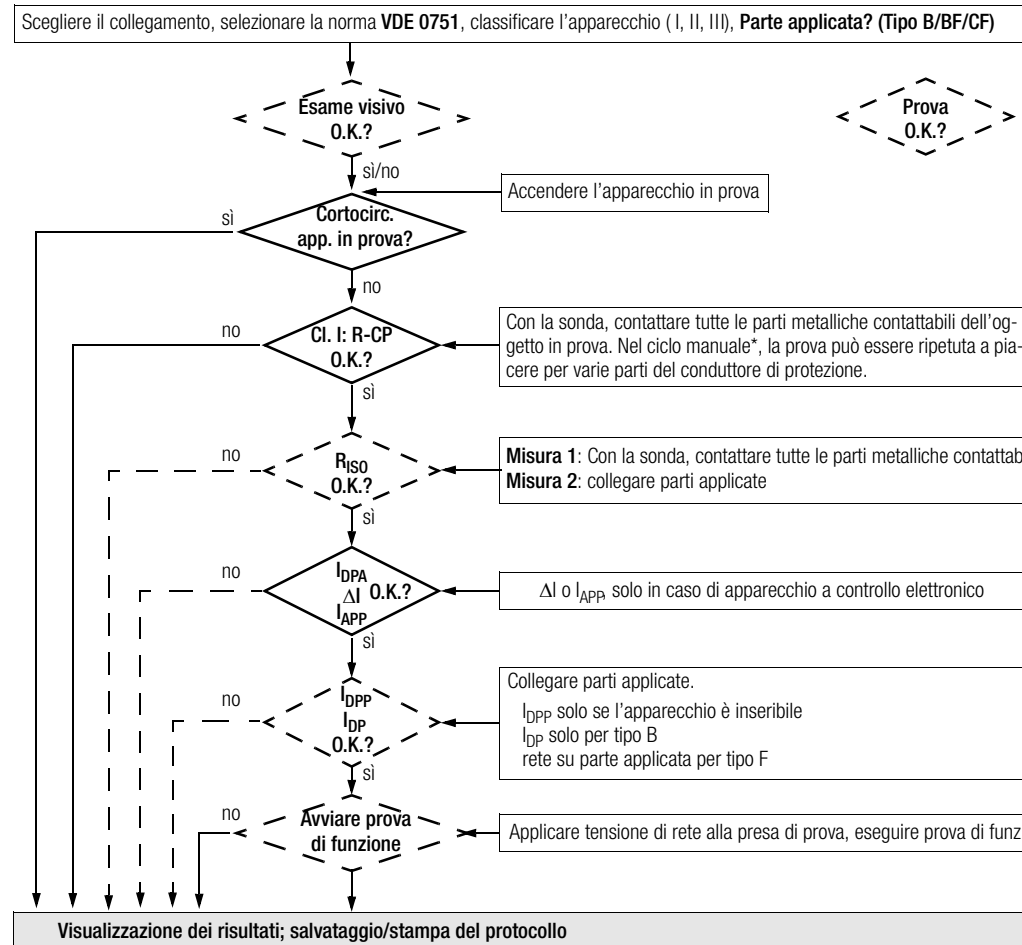 Scegliere il collegamento, selezionare la norma VDE 0751, classificare l'apparecchio ( I, II, III), Parte applicata? (Tipo B/BF/CF)
Esame visivo
O.K.?
Prova
O.K.?
sì/no
Accendere l'apparecchio in prova
sì
Cortocirc.
app. in prova?
no
no
Cl. I: R-CP
O.K.?
Con la sonda, contattare tutte le parti metalliche contattabili dell'og-
getto in prova. Nel ciclo manuale*, la prova può essere ripetuta a pia-
cere per varie parti del conduttore di protezione.
sì
no
RISO
O.K.?
Misura 1: Con la sonda, contattare tutte le parti metalliche contattab
Misura 2: collegare parti applicate
sì
no
IDPA
ΔI O.K.?
IAPP
ΔI o IAPP, solo in caso di apparecchio a controllo elettronico
sì
no
IDPP
IDP
O.K.?
Collegare parti applicate.
IDPP solo se l'apparecchio è inseribile
IDP solo per tipo B
rete su parte applicata per tipo F
sì
no
Avviare prova
di funzione
Applicare tensione di rete alla presa di prova, eseguire prova di funz
Visualizzazione dei risultati; salvataggio/stampa del protocollo